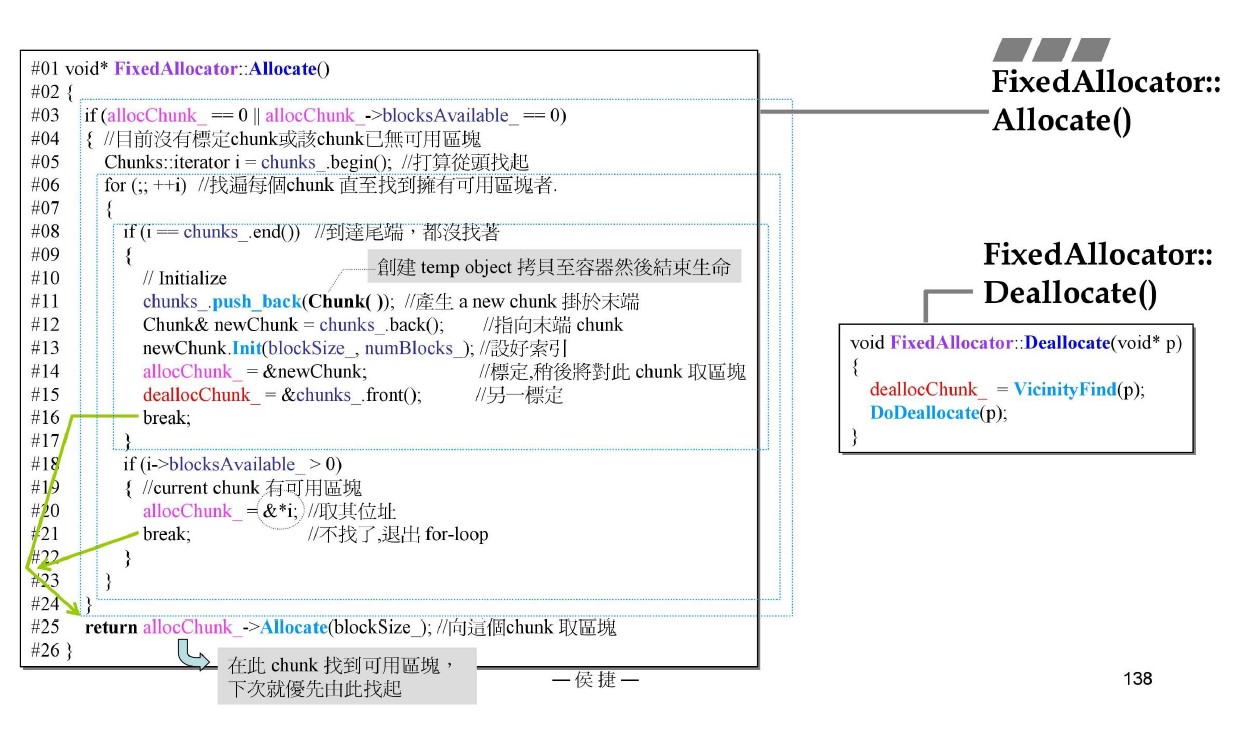 #01 void* FixedAllocator::Allocate()
#02 {
#03 if (allocChunk_ == 0 || allocChunk_->blocksAvailable_ == 0)
#04 { //目前沒有標定chunk或該chunk已無可用區塊
#05 Chunks::iterator i = chunks_.begin(); //打算從頭找起
#06 for (;; ++i) //找遍每個chunk 直至找到擁有可用區塊者.
#07 {
#08 if (i == chunks_.end()) //到達尾端，都沒找著
#09 {
創建 temp object 拷貝至容器然後結束生命
#10 // Initialize
#11 chunks_.push_back(Chunk( )); //產生 a new chunk 掛於末端
#12 Chunk& newChunk = chunks_.back(); //指向末端 chunk
#13 newChunk.Init(blockSize_, numBlocks_); //設好索引
#14 allocChunk_ = &newChunk; //標定,稍後將對此 chunk 取區塊
#15 deallocChunk_ = &chunks_.front(); //另一標定
#16 break;
#17 }
#18 if (i->blocksAvailable_ > 0)
#19 { //current chunk 有可用區塊
#20 allocChunk_ = &*i; //取其位址
#21 break; //不找了,退出 for-loop
#22 }
#23 }
#24 }
#25 return allocChunk_->Allocate(blockSize_); //向這個chunk 取區塊
#26 }
在此 chunk 找到可用區塊，
下次就優先由此找起
FixedAllocator::
Allocate()
FixedAllocator::
Deallocate()
void FixedAllocator::Deallocate(void* p)
{
deallocChunk_ = VicinityFind(p);
DoDeallocate(p);
}
— 侯捷 —
138